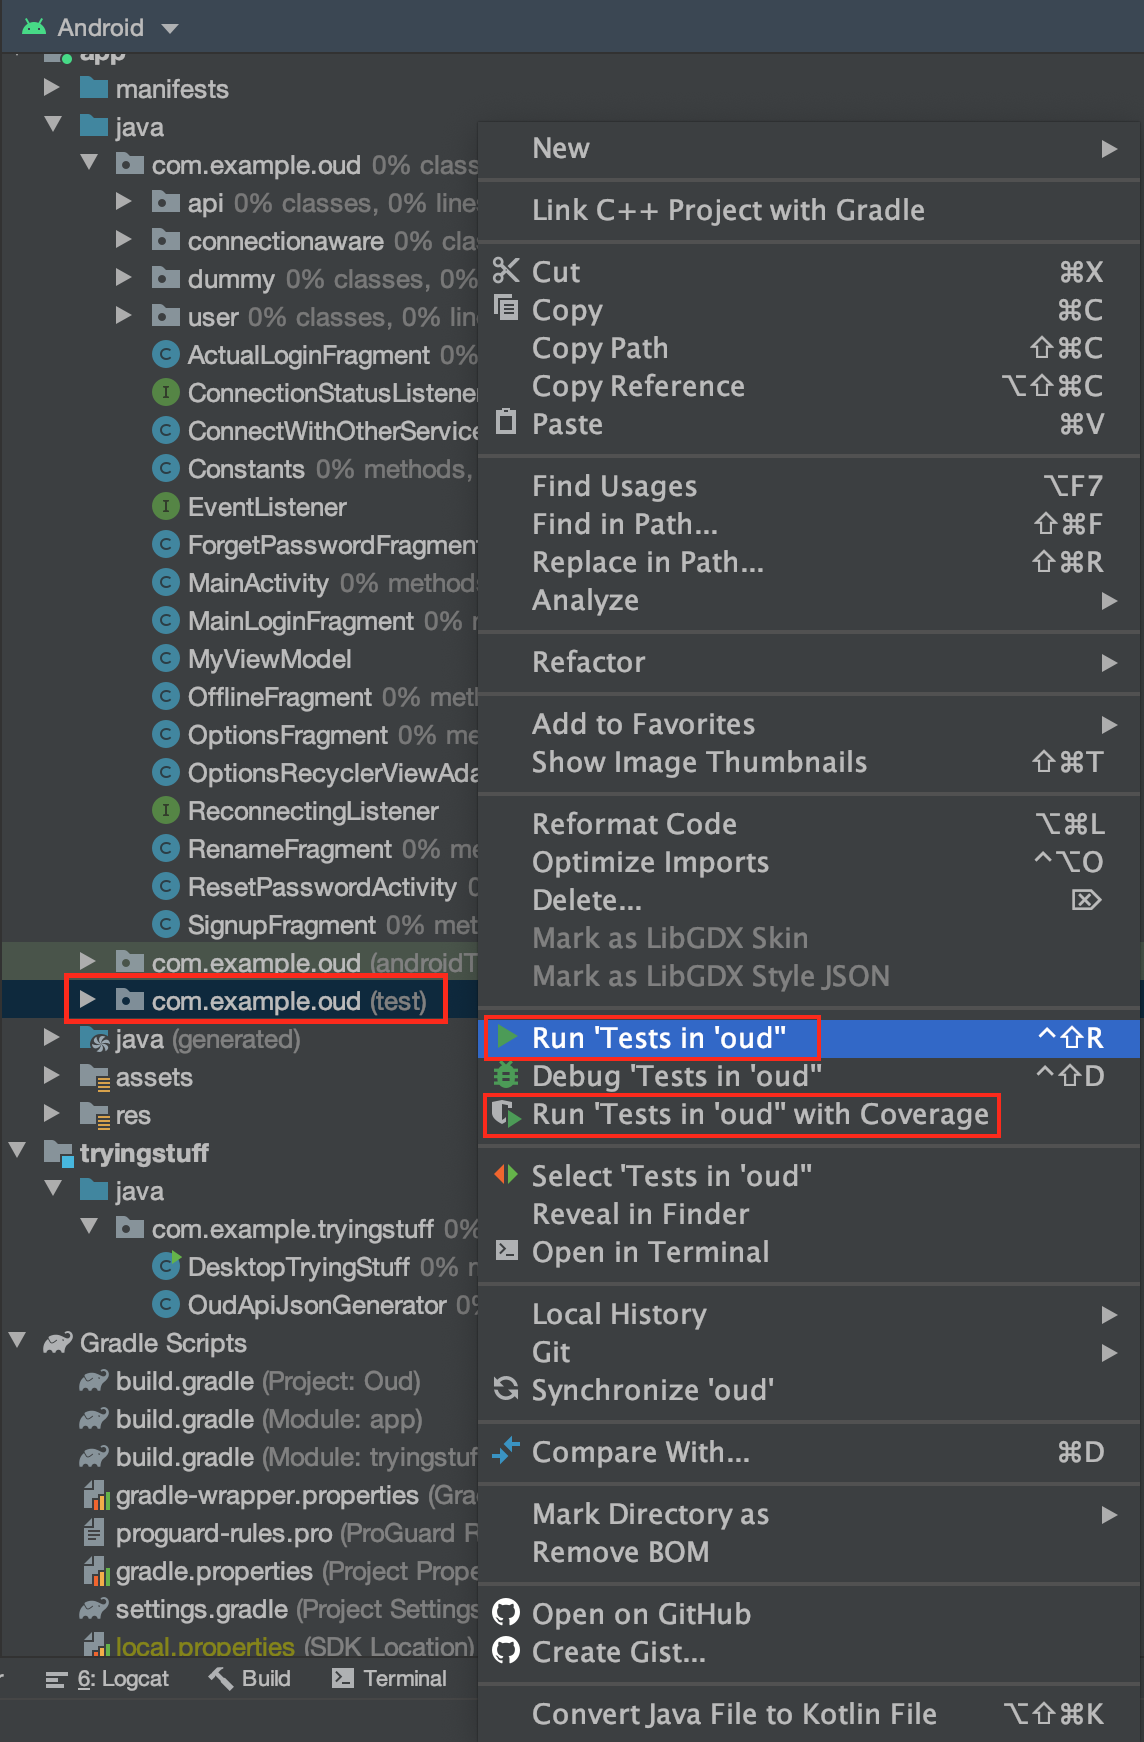 Android
app
manifests
java
com.example.oud 0% class
api 0% classes, 0% line
connectionaware 0% cla
dummy 0% classes, 0%
user 0% classes, 0% lin
ActualLoginFragment 0%
ConnectionStatusListener
ConnectWithOtherService
Constants 0% methods,
EventListener
ForgetPasswordFragment
MainActivity 0% method
MainLoginFragment 0%
MyViewModel
OfflineFragment 0% met
OptionsFragment 0% me
OptionsRecyclerViewAda
ReconnectingListener
RenameFragment 0% me
ResetPasswordActivity 0
SignupFragment 0% met
com.example.oud (androidT
com.example.oud (test)
java (generated)
assets
res
tryingstuff
java
com.example.tryingstuff 0%
DesktopTryingStuff 0%
OudApiJsonGenerator 0%
Gradle Scripts
build.gradle (Project: Oud)
build.gradle (Module: app)
build.gradle (Module: tryingstuf
gradle-wrapper.properties (Gra
proguard-rules.pro (ProGuard R
gradle.properties (Project Prope
settings.gradle (Project Settings
local.properties (SDK Location)
6: Logcat Build Terminal
New
Link C++ Project with Gradle
Cut ⌘X
Copy ⌘C
Copy Path ⇧⌘C
Copy Reference ⌥⇧⌘C
Paste ⌘V
Find Usages ⌥F7
Find in Path... ⇧⌘F
Replace in Path... ⇧⌘R
Analyze
Refactor
Add to Favorites
Show Image Thumbnails ⇧⌘T
Reformat Code ⌥⌘L
Optimize Imports ^⌥O
Delete... ⌦
Mark as LibGDX Skin
Mark as LibGDX Style JSON
Run 'Tests in 'oud'' ^⇧R
Debug 'Tests in 'oud'' ^⇧D
Run 'Tests in 'oud'' with Coverage
Select 'Tests in 'oud''
Reveal in Finder
Open in Terminal
Local History
Git
Synchronize 'oud'
Compare With... ⌘D
Mark Directory as
Remove BOM
Open on GitHub
Create Gist...
Convert Java File to Kotlin File ⌥⇧⌘K